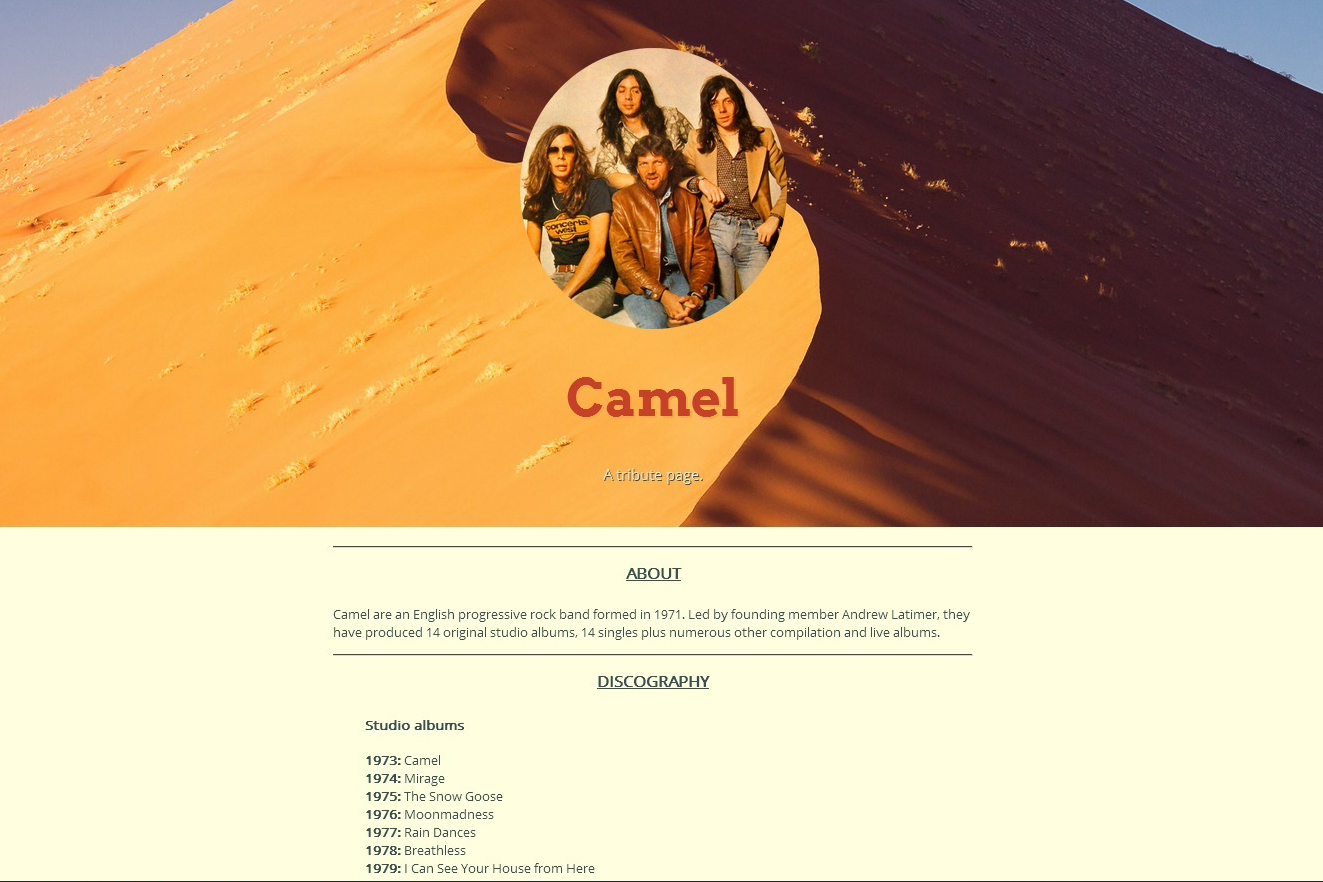 concerts
west
Camel
A tribute page.
ABOUT
Camel are an English progressive rock band formed in 1971. Led by founding member Andrew Latimer, they
have produced 14 original studio albums, 14 singles plus numerous other compilation and live albums.
DISCOGRAPHY
Studio albums
1973: Camel
1974: Mirage
1975: The Snow Goose
1976: Moonmadness
1977: Rain Dances
1978: Breathless
1979: I Can See Your House from Here